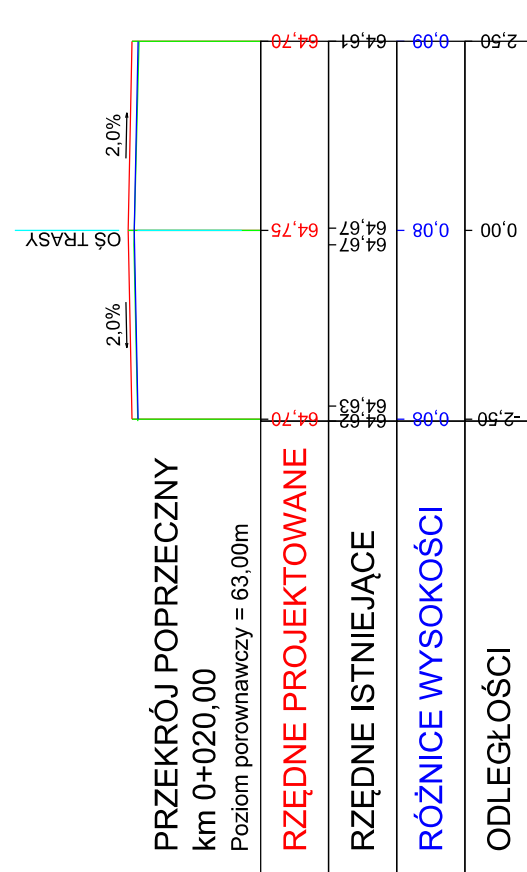 OŚ TRASY
2,0%
2,0%
PRZEKRÓJ POPRZECZNY
km 0+020,00
Poziom porownawczy = 63,00m
RZĘDNE PROJEKTOWANE
64,70
64,75
64,70
RZĘDNE ISTNIEJĄCE
64,62
64,63
64,67
64,67
64,61
RÓŻNICE WYSOKOŚCI
0,08
0,08
0,09
ODLEGŁOŚCI
-2,50
0,00
2,50